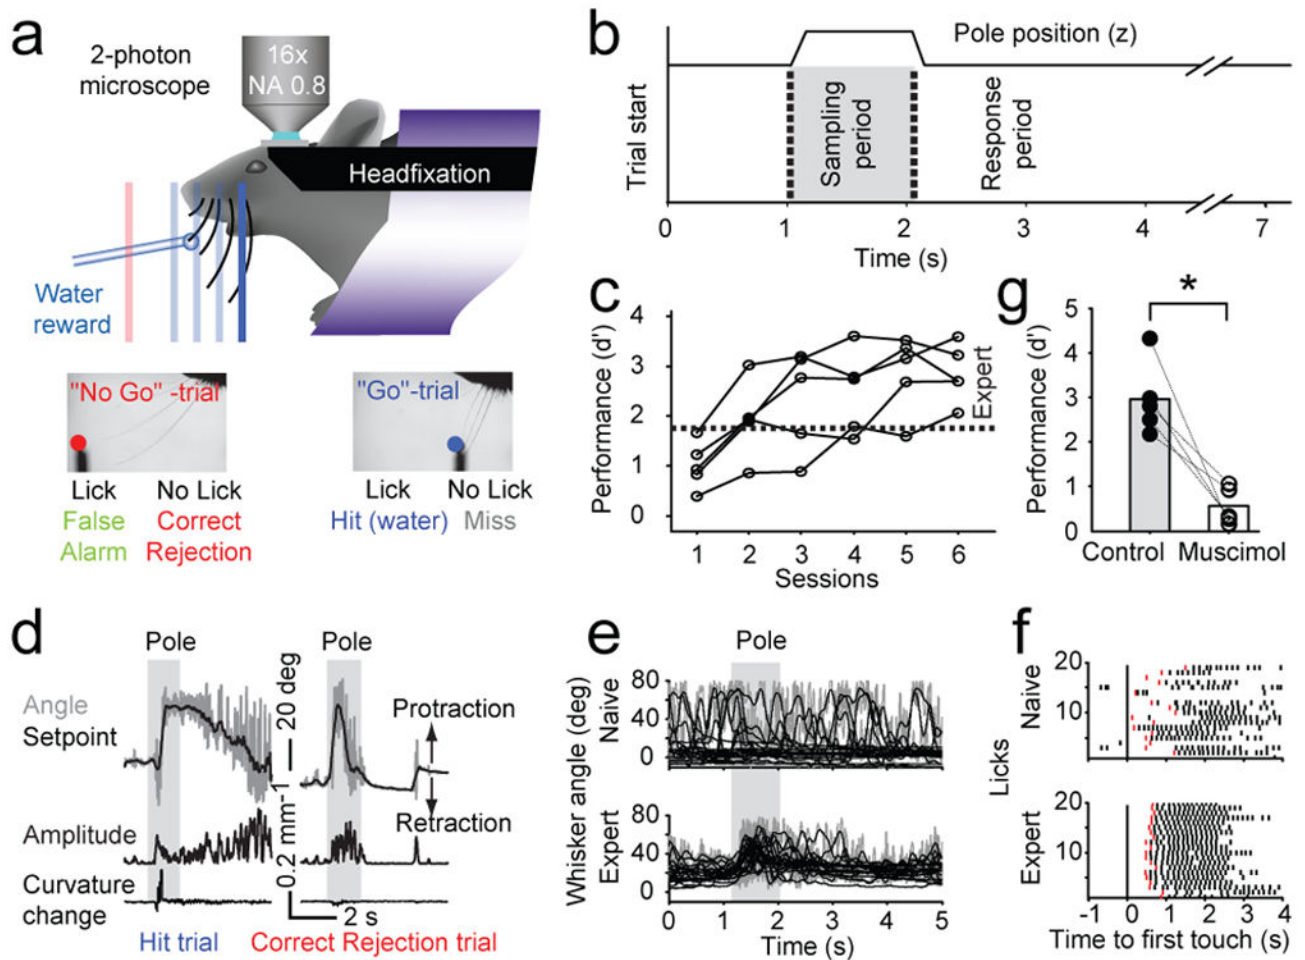 a
2-photon
microscope
16x
NA 0.8
Headfixation
Water
reward
"No Go" -trial
"Go"-trial
Lick No Lick
False Correct
Alarm Rejection
Lick No Lick
Hit (water) Miss
b
Pole position (z)
Trial start
Sampling
period
Response
period
0 1 2 3 4 7
Time (s)
c
Performance (d')
4
3
2
1
0
Expert
1 2 3 4 5 6
Sessions
g
*
Performance (d')
5
4
3
2
1
0
Control Muscimol
d
Pole Pole
Angle
Setpoint
20 deg
Protraction
Retraction
Amplitude
0.2 mm-1
Curvature
change
2 s
Hit trial Correct Rejection trial
e
Pole
Whisker angle (deg)
Naive
80
40
0
Expert
80
40
0
0 1 2 3 4 5
Time (s)
f
Licks
Naive
20
10
Expert
20
10
-1 0 1 2 3 4
Time to first touch (s)